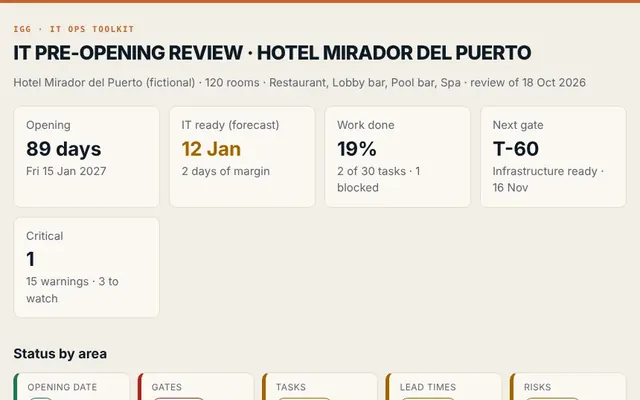 IGG · IT OPS TOOLKIT
IT PRE-OPENING REVIEW · HOTEL MIRADOR DEL PUERTO
Hotel Mirador del Puerto (fictional) · 120 rooms · Restaurant, Lobby bar, Pool bar, Spa · review of 18 Oct 2026
Opening
89 days
Fri 15 Jan 2027
IT ready (forecast)
12 Jan
2 days of margin
Work done
19%
2 of 30 tasks · 1
blocked
Next gate
T-60
Infrastructure ready ·
16 Nov
Critical
1
15 warnings · 3 to
watch
Status by area
OPENING DATE
GATES
TASKS
LEAD TIMES
RISKS